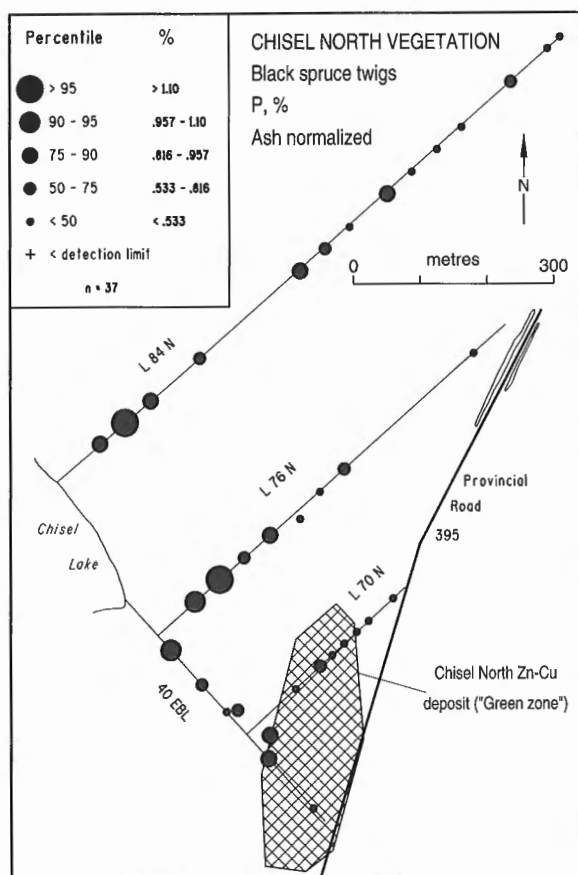 Percentile %
> 95 > 1.10
90 - 95 .957 - 1.10
75 - 90 .816 - .957
50 - 75 .533 - .816
< 50 < .533
+ < detection limit
n = 37
CHISEL NORTH VEGETATION
Black spruce twigs
P, %
Ash normalized
N
metres
0 300
L 84 N
L 76 N
Chisel
Lake
Provincial
Road
395
L 70 N
40 EBL
Chisel North Zn-Cu
deposit ("Green zone")